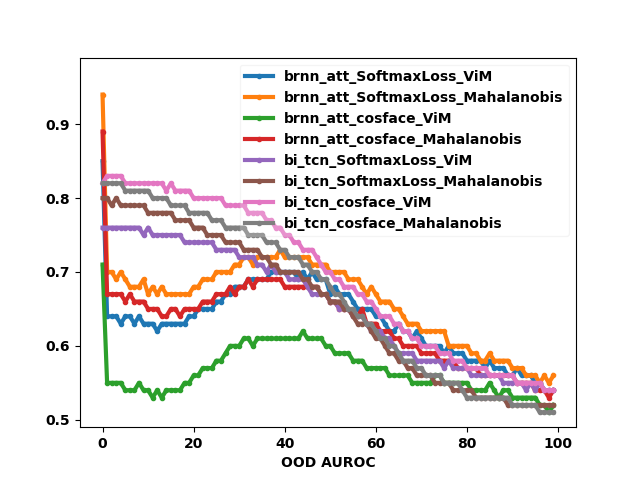 brnn_att_SoftmaxLoss_ViM
brnn_att_SoftmaxLoss_Mahalanobis
brnn_att_cosface_ViM
brnn_att_cosface_Mahalanobis
bi_tcn_SoftmaxLoss_ViM
bi_tcn_SoftmaxLoss_Mahalanobis
bi_tcn_cosface_ViM
bi_tcn_cosface_Mahalanobis
0.9
0.8
0.7
0.6
0.5
0 20 40 60 80 100
OOD AUROC